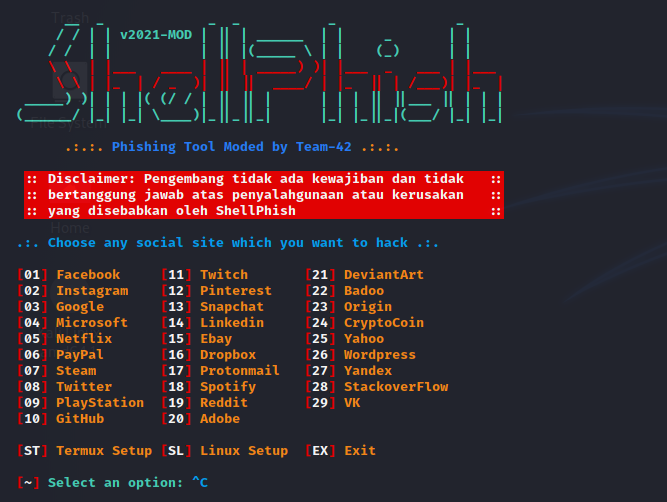 Trash
v2021-MOD
ShellPhish
File System
.:.:. Phishing Tool Moded by Team-42 .:.:.
:: Disclaimer: Pengembang tidak ada kewajiban dan tidak ::
:: bertanggung jawab atas penyalahgunaan atau kerusakan ::
:: yang disebabkan oleh ShellPhish ::
Home
.:. Choose any social site which you want to hack .:.
[01] Facebook [11] Twitch [21] DeviantArt
[02] Instagram [12] Pinterest [22] Badoo
[03] Google [13] Snapchat [23] Origin
[04] Microsoft [14] Linkedin [24] CryptoCoin
[05] Netflix [15] Ebay [25] Yahoo
[06] PayPal [16] Dropbox [26] Wordpress
[07] Steam [17] Protonmail [27] Yandex
[08] Twitter [18] Spotify [28] StackoverFlow
[09] PlayStation [19] Reddit [29] VK
[10] GitHub [20] Adobe
[ST] Termux Setup [SL] Linux Setup [EX] Exit
[~] Select an option: ^C